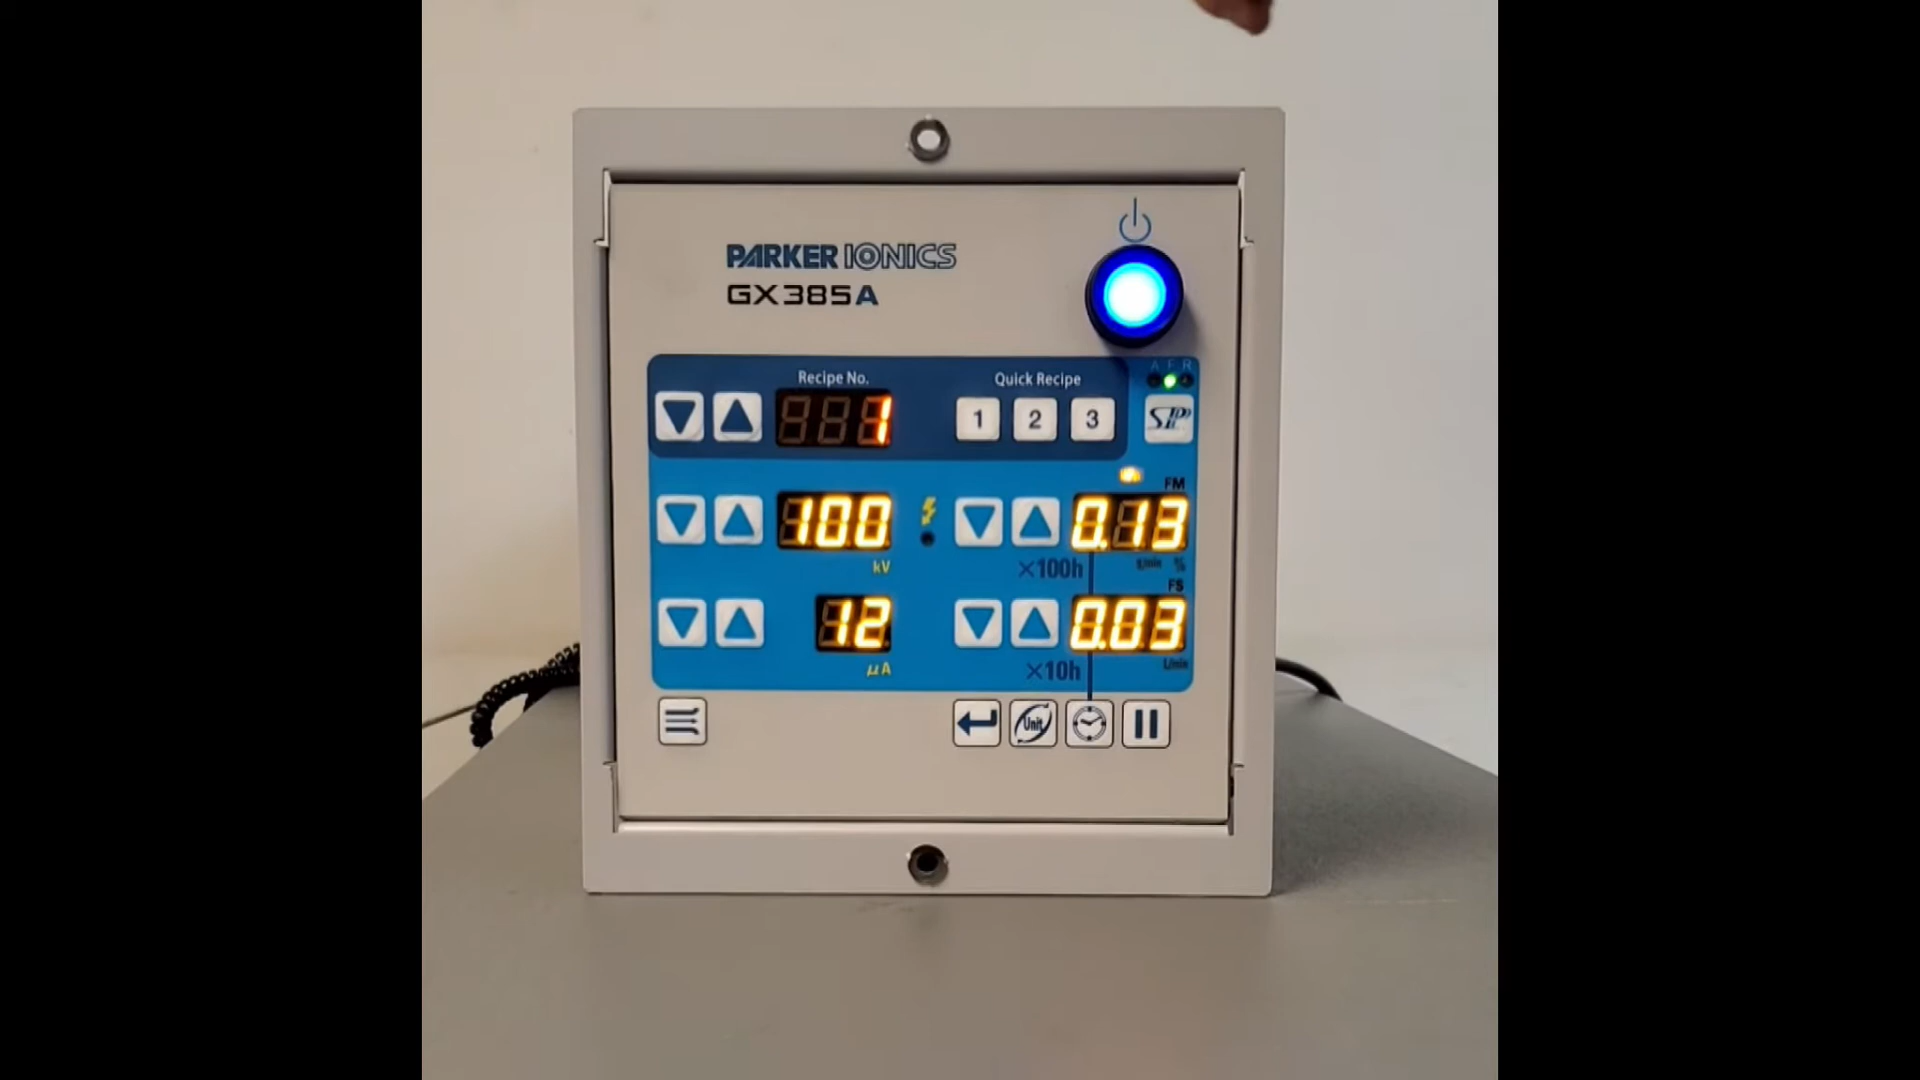 PARKER IONICS
GX385A
A F R
Recipe No.
Quick Recipe
1
1 2 3
FM
100
0.13
kV
×100h
g/min %
FS
12
0.03
µA
×10h
L/min
Unit